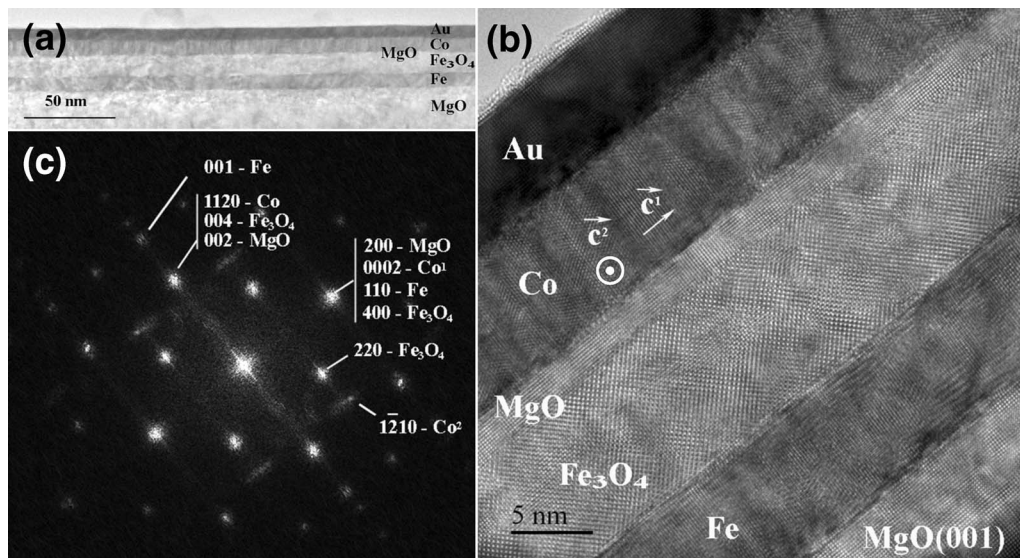 (a)
Au
Co
MgO
Fe₃O₄
Fe
50 nm
MgO
(c)
001 - Fe
1120 - Co
004 - Fe₃O₄
002 - MgO
200 - MgO
0002 - Co¹
110 - Fe
400 - Fe₃O₄
220 - Fe₃O₄
12̅10 - Co²
(b)
Au
c¹
c²
Co
MgO
Fe₃O₄
5 nm
Fe
MgO(001)